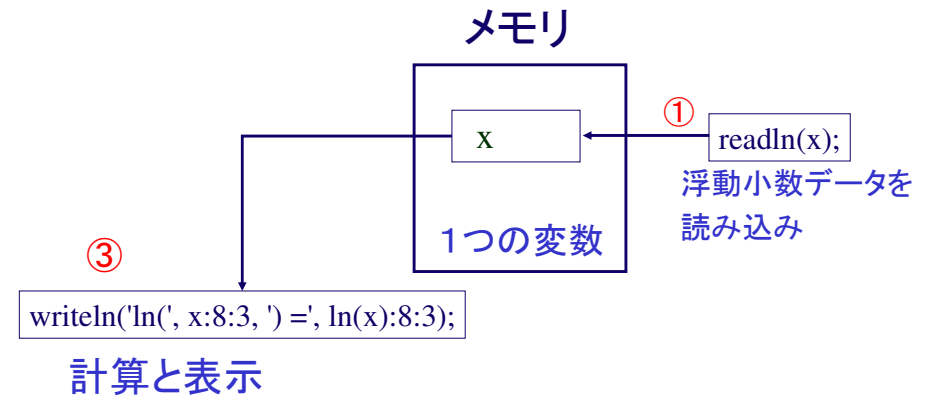 メモリ
x
①
readln(x);
浮動小数データを
読み込み
1つの変数
③
writeln('ln(', x:8:3, ') =', ln(x):8:3);
計算と表示